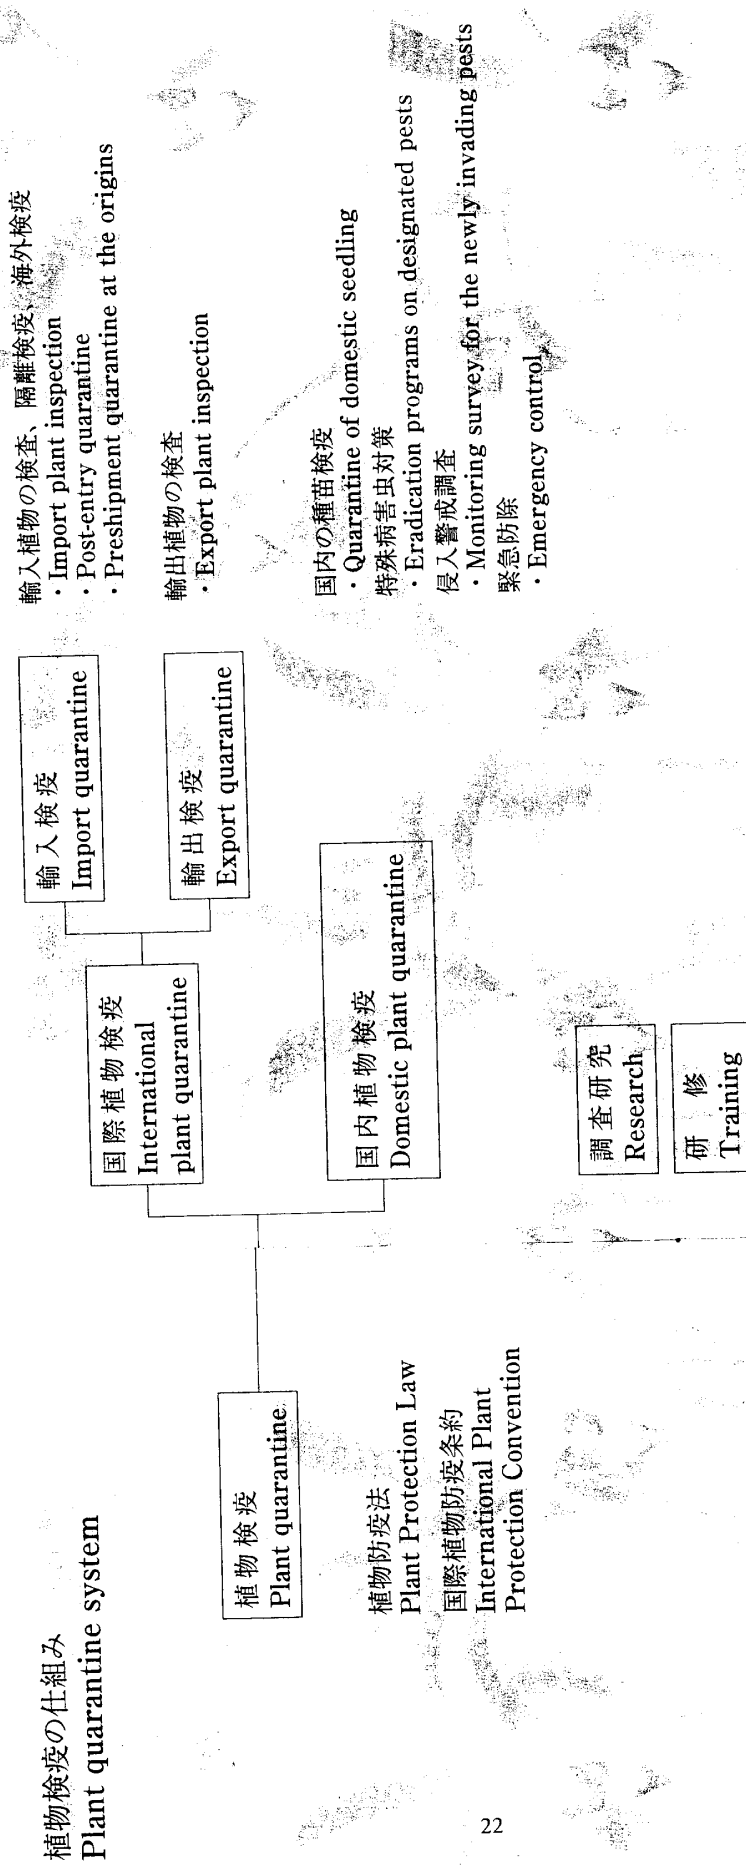 植物検疫の仕組み
Plant quarantine system
植物検疫
Plant quarantine
植物防疫法
Plant Protection Law
国際植物防疫条約
International Plant
Protection Convention
国際植物検疫
International
plant quarantine
輸入検疫
Import quarantine
輸入植物の検査、隔離検疫、海外検疫
・Import plant inspection
・Post-entry quarantine
・Preshipment quarantine at the origins
輸出検疫
Export quarantine
輸出植物の検査
・Export plant inspection
国内植物検疫
Domestic plant quarantine
国内の種苗検疫
・Quarantine of domestic seedling
特殊病害虫対策
・Eradication programs on designated pests
侵入警戒調査
・Monitoring survey for the newly invading pests
緊急防除
・Emergency control
調査研究
Research
研 修
Training
22